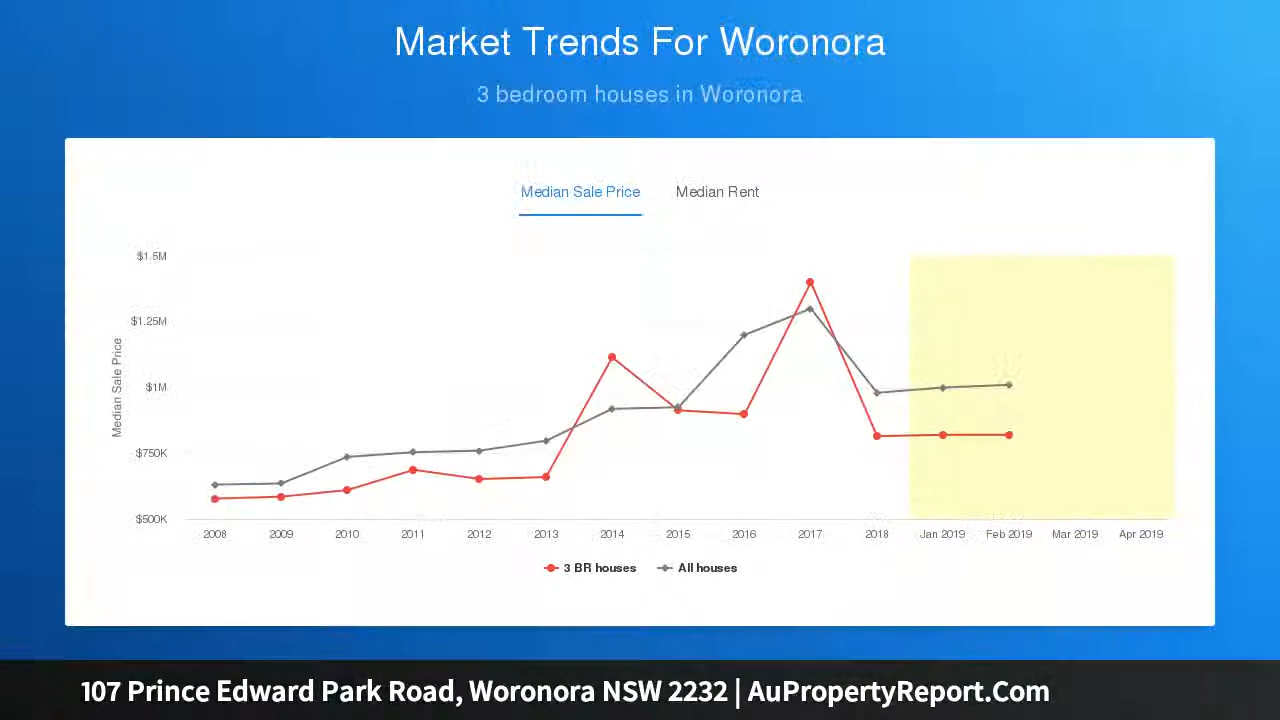 Market Trends For Woronora
3 bedroom houses in Woronora
Median Sale Price Median Rent
$1.5M
$1.25M
$1M
$750K
$500K
Median Sale Price
2008 2009 2010 2011 2012 2013 2014 2015 2016 2017 2018 Jan 2019 Feb 2019 Mar 2019 Apr 2019
3 BR houses All houses
107 Prince Edward Park Road, Woronora NSW 2232 | AuPropertyReport.Com